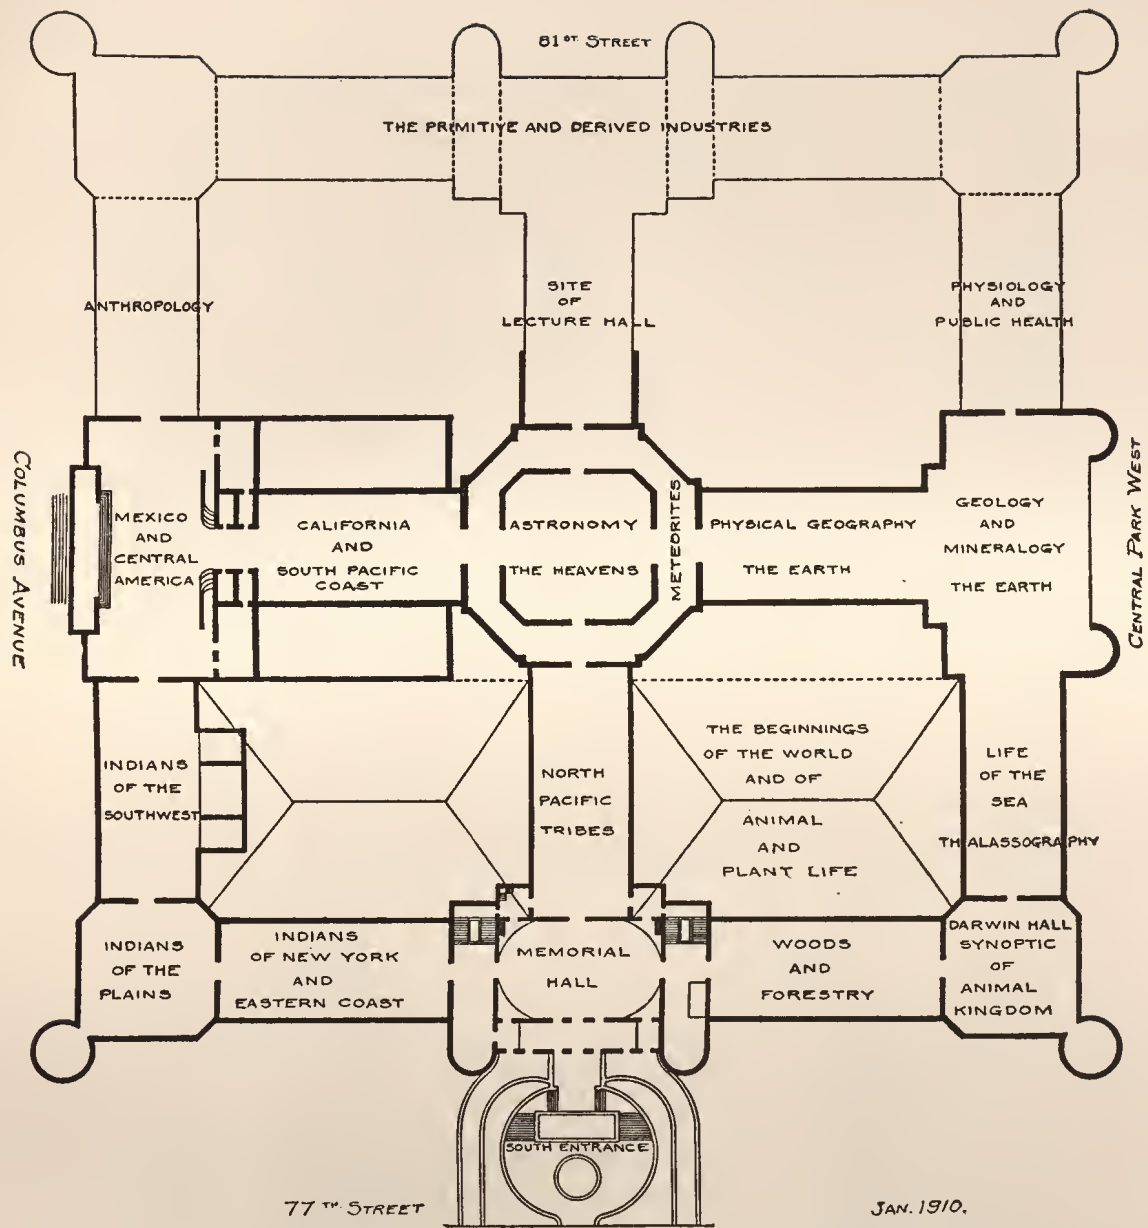 81ST. STREET
THE PRIMITIVE AND DERIVED INDUSTRIES
ANTHROPOLOGY
SITE
OF
LECTURE HALL
PHYSIOLOGY
AND
PUBLIC HEALTH
COLUMBUS AVENUE
MEXICO
AND
CENTRAL
AMERICA
CALIFORNIA
AND
SOUTH PACIFIC
COAST
ASTRONOMY
THE HEAVENS
METEORITES
PHYSICAL GEOGRAPHY
THE EARTH
GEOLOGY
AND
MINERALOGY
THE EARTH
CENTRAL PARK WEST
INDIANS
OF THE
SOUTHWEST
NORTH
PACIFIC
TRIBES
THE BEGINNINGS
OF THE WORLD
AND OF
ANIMAL
AND
PLANT LIFE
LIFE
OF THE
SEA
THALASSOGRAPHY
INDIANS
OF THE
PLAINS
INDIANS
OF NEW YORK
AND
EASTERN COAST
MEMORIAL
HALL
WOODS
AND
FORESTRY
DARWIN HALL
SYNOPTIC
OF
ANIMAL
KINGDOM
SOUTH ENTRANCE
77TH. STREET
JAN. 1910.